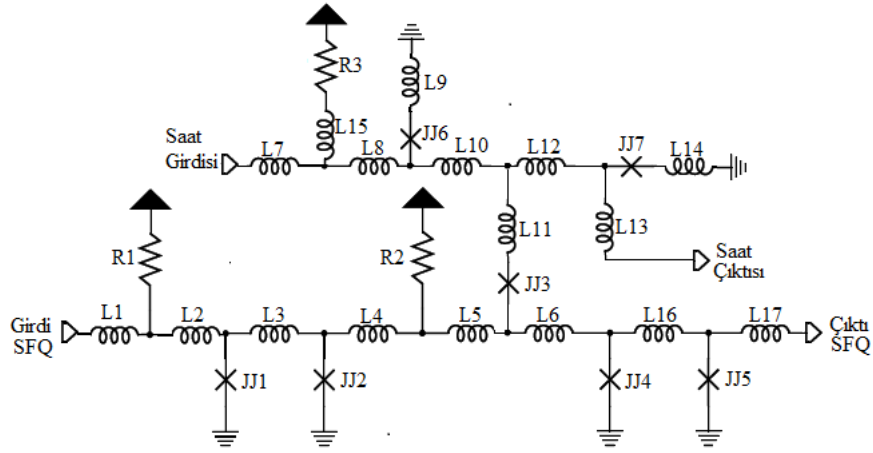 R3
L9
L15
JJ6
Saat
Girdisi
L7
L8
L10
L12
JJ7
L14
R1
R2
L11
L13
Saat
Çıktısı
JJ3
Girdi
SFQ
L1
L2
L3
L4
L5
L6
L16
L17
Çıktı
SFQ
JJ1
JJ2
JJ4
JJ5